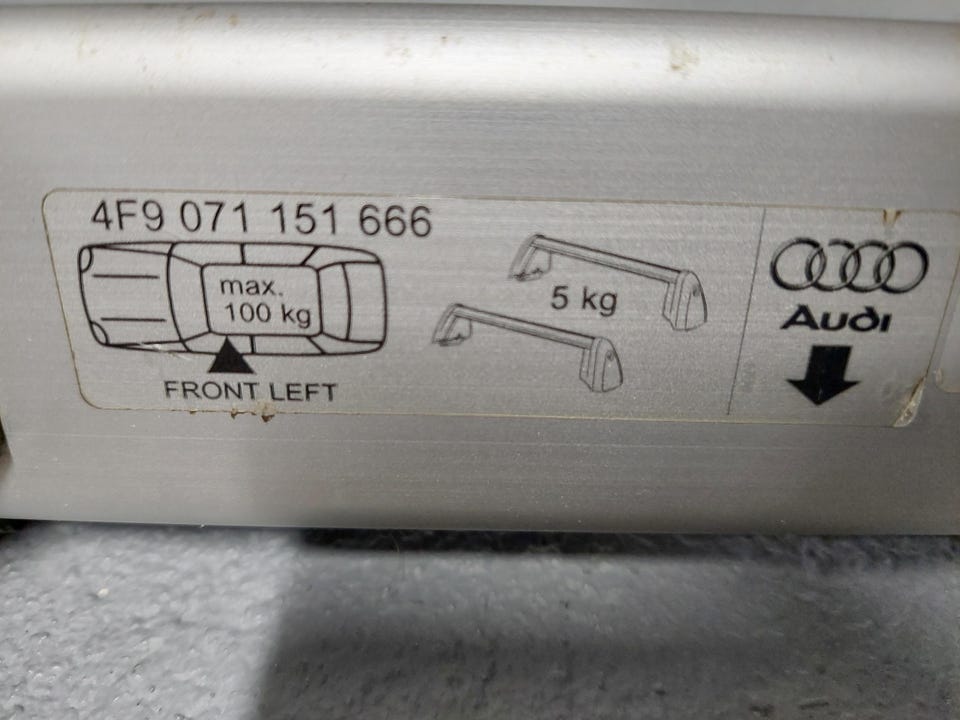 4F9 071 151 666
max.
100 kg
FRONT LEFT
5 kg
Audi